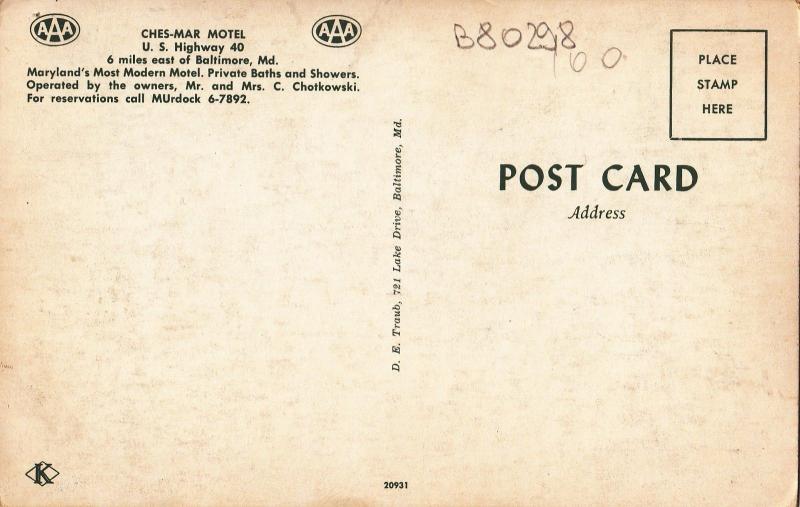 AAA
CHES-MAR MOTEL
AAA
U. S. Highway 40
6 miles east of Baltimore, Md.
Maryland's Most Modern Motel. Private Baths and Showers.
Operated by the owners, Mr. and Mrs. C. Chotkowski.
For reservations call MUrdock 6-7892.
D. E. Traub, 721 Lake Drive, Baltimore, Md.
B80298
PLACE
STAMP
HERE
POST CARD
Address
K
20931